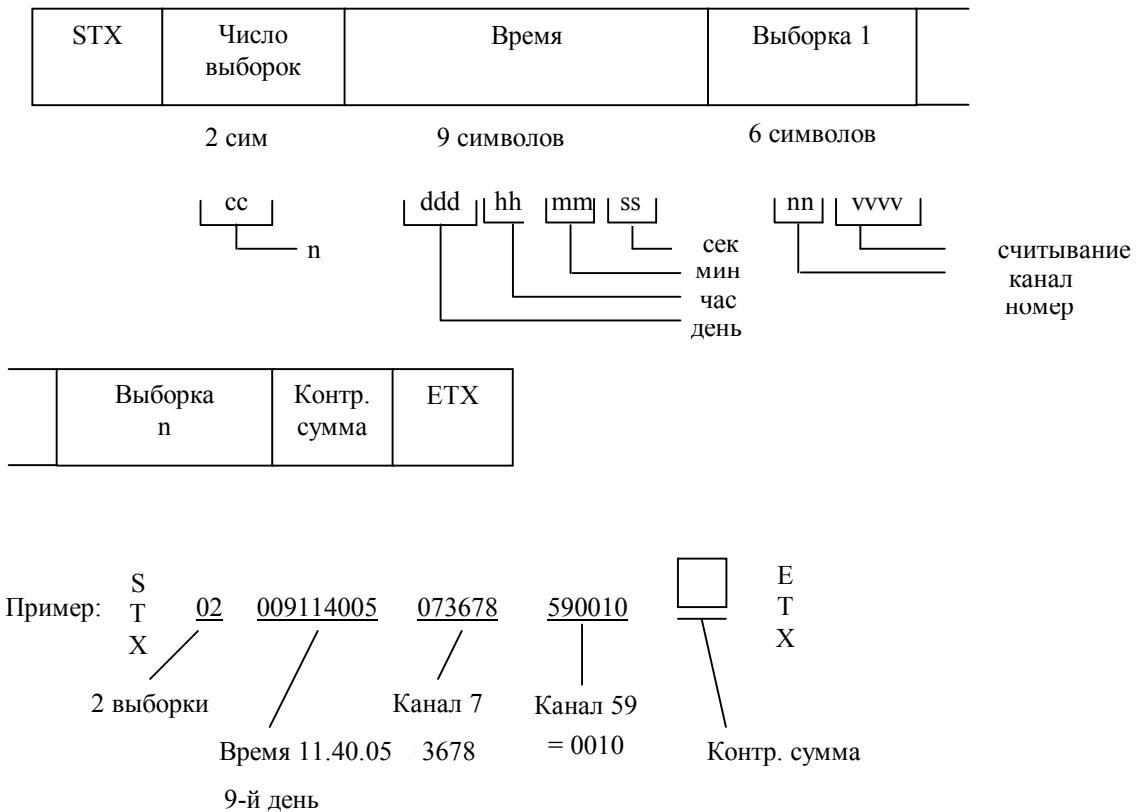 STX Число Время Выборка 1
выборок
2 сим 9 символов 6 символов
cc ddd hh mm ss nn vvvv
n сек считывание
мин канал
час номер
день
Выборка Контр. ETX
n сумма
Пример: STX 02 009114005 073678 590010 ETX
2 выборки Канал 7 Канал 59
Время 11.40.05 3678 = 0010 Контр. сумма
9-й день